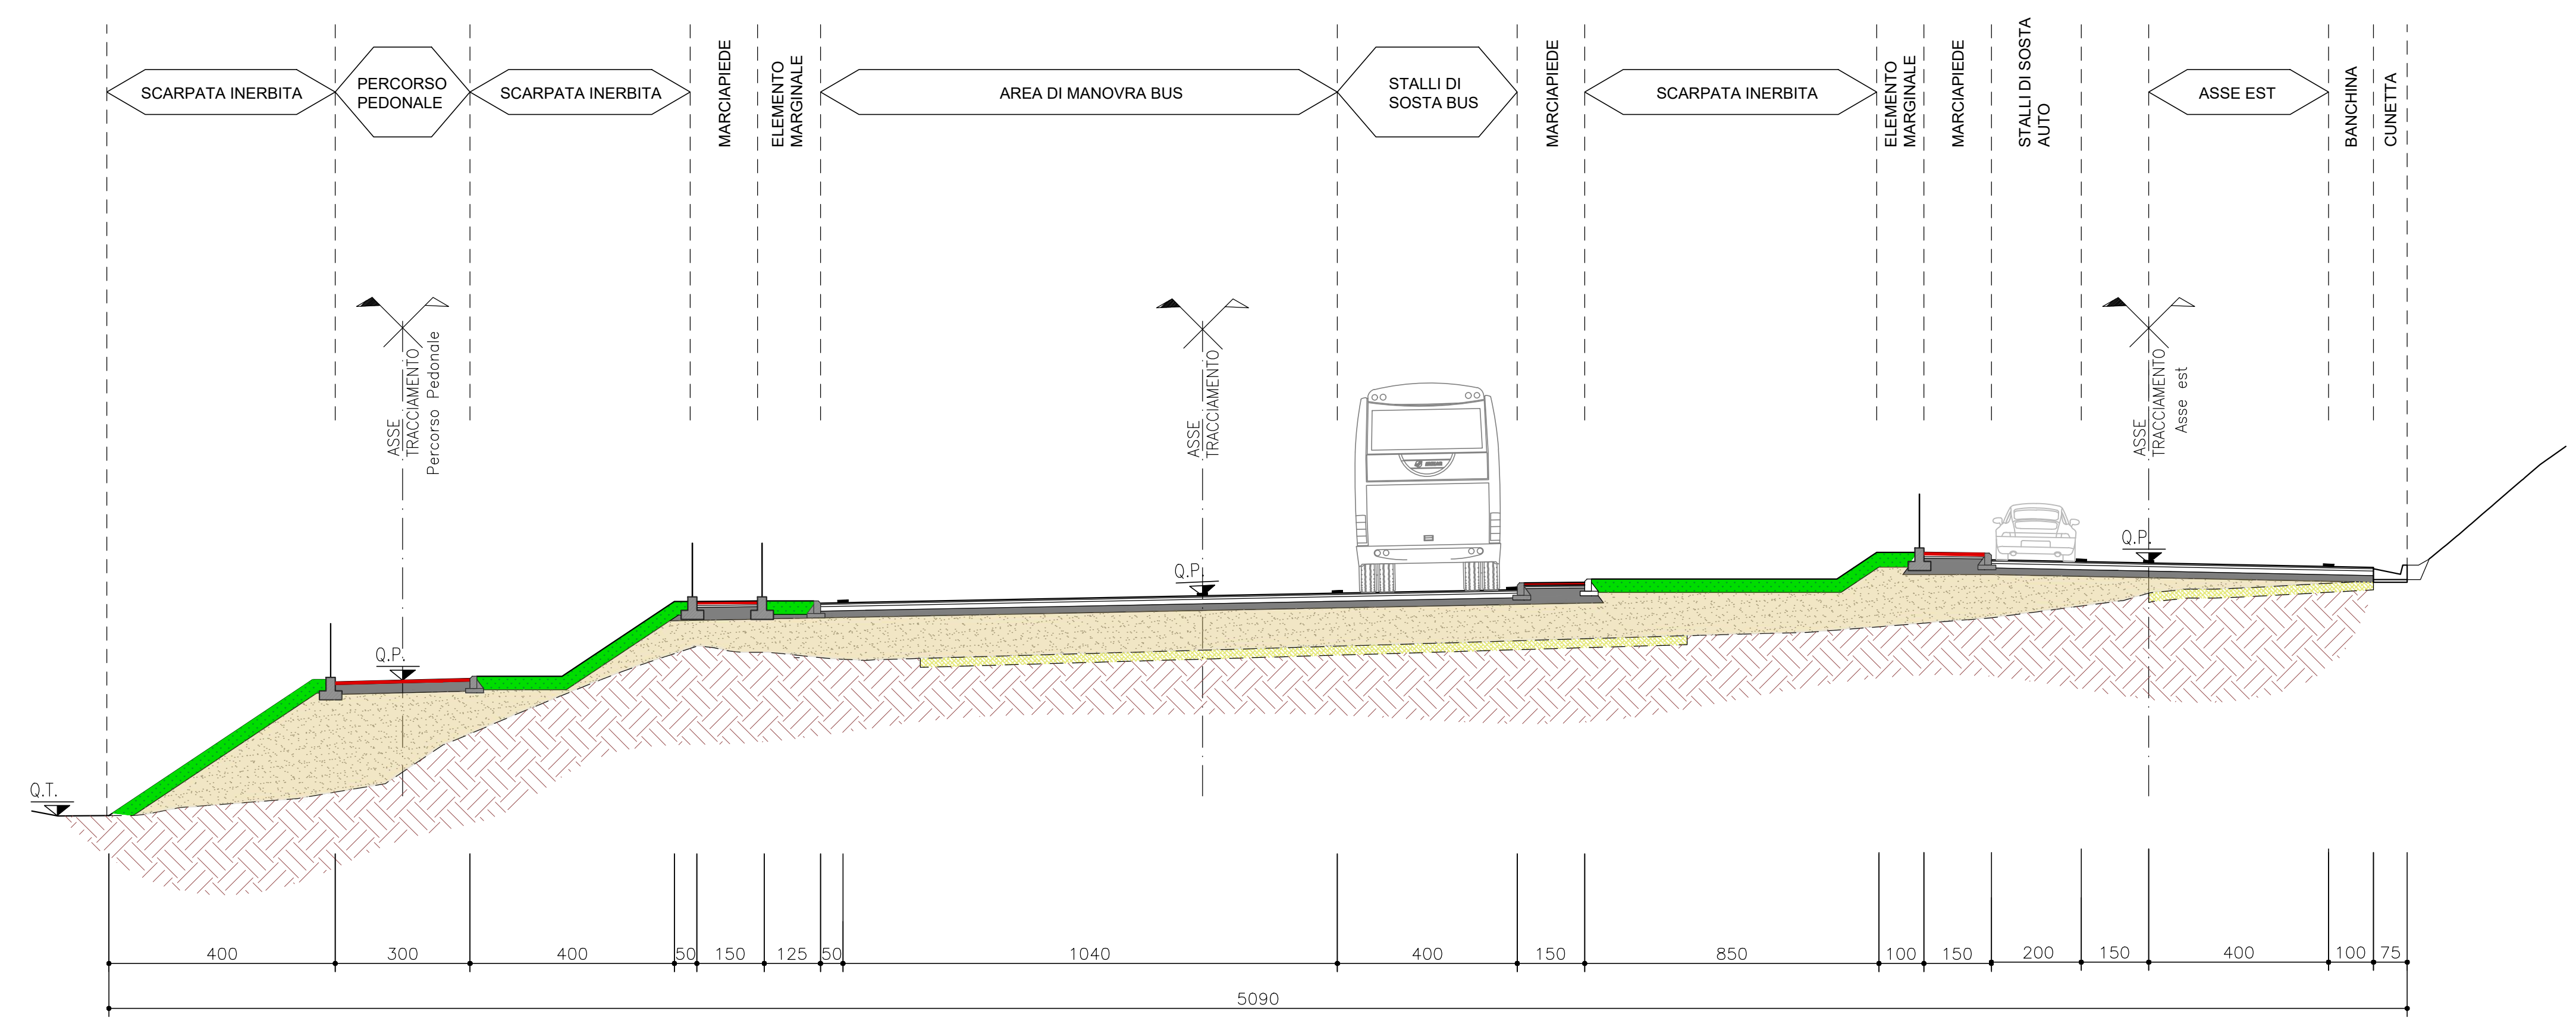 SCARPATA INERBITA
PERCORSO
PEDONALE
SCARPATA INERBITA
MARCIAPIEDE
ELEMENTO
MARGINALE
AREA DI MANOVRA BUS
STALLI DI
SOSTA BUS
MARCIAPIEDE
SCARPATA INERBITA
ELEMENTO
MARGINALE
MARCIAPIEDE
STALLI DI SOSTA
AUTO
ASSE EST
BANCHINA
CUNETTA
ASSE
TRACCIAMENTO
Percorso Pedonale
ASSE
TRACCIAMENTO
ASSE
TRACCIAMENTO
Asse est
Q.T.
Q.P.
Q.P.
Q.P.
400
300
400
50
150
125
50
1040
400
150
850
100
150
200
150
400
100
75
5090